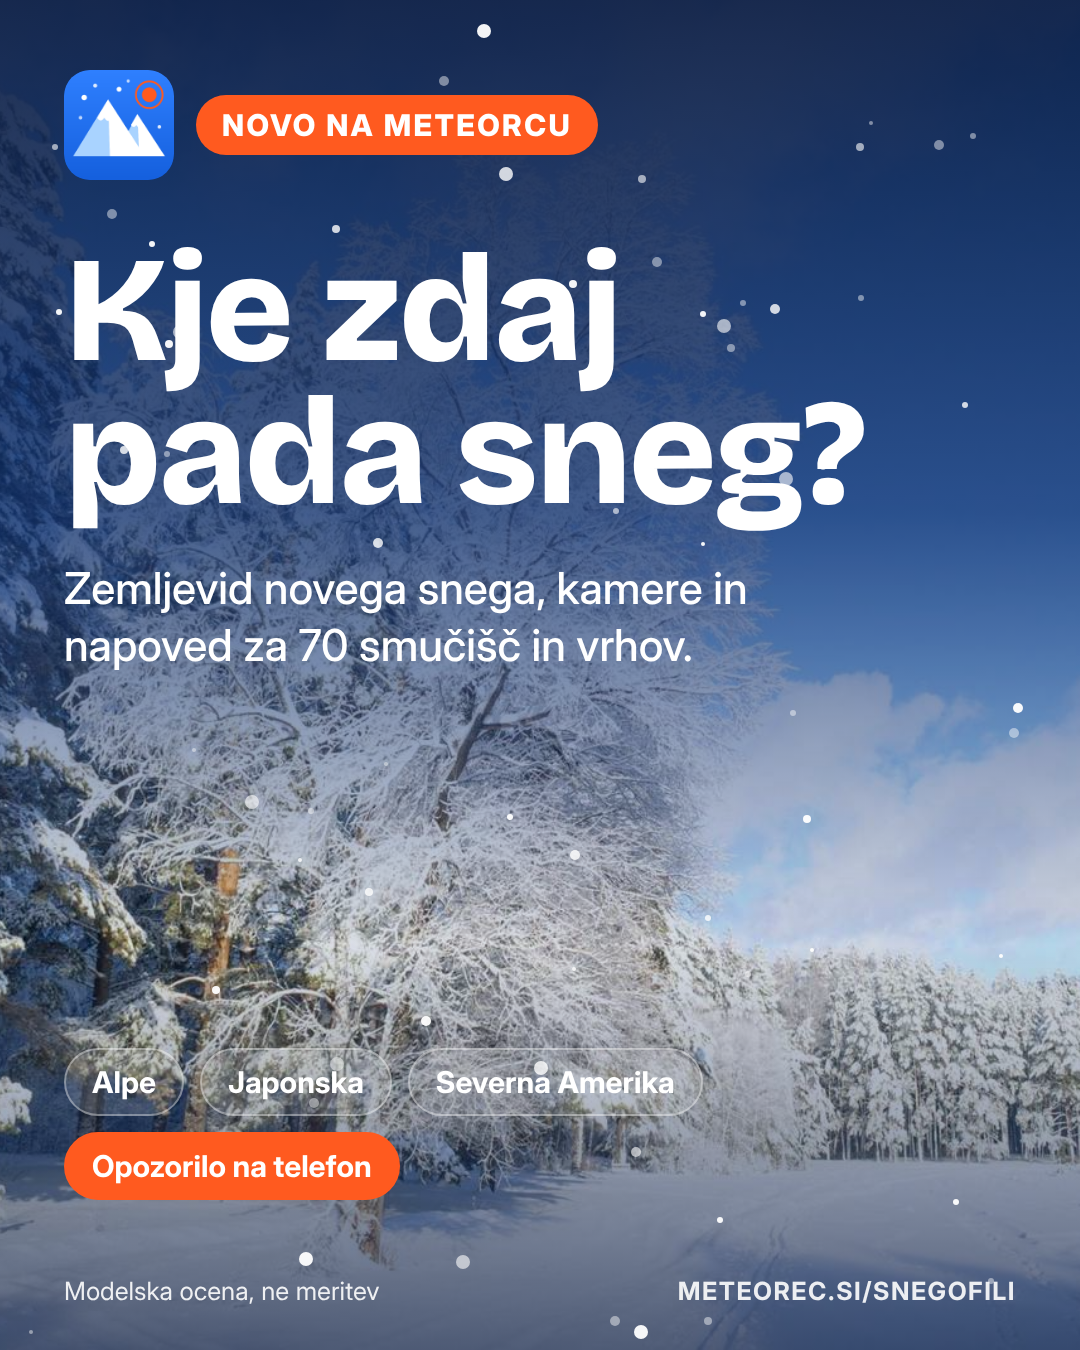 NOVO NA METEORCU
Kje zdaj
pada sneg?
Zemljevid novega snega, kamere in
napoved za 70 smučišč in vrhov.
Alpe
Japonska
Severna Amerika
Opozorilo na telefon
Modelska ocena, ne meritev
METEOREC.SI/SNEGOFILI